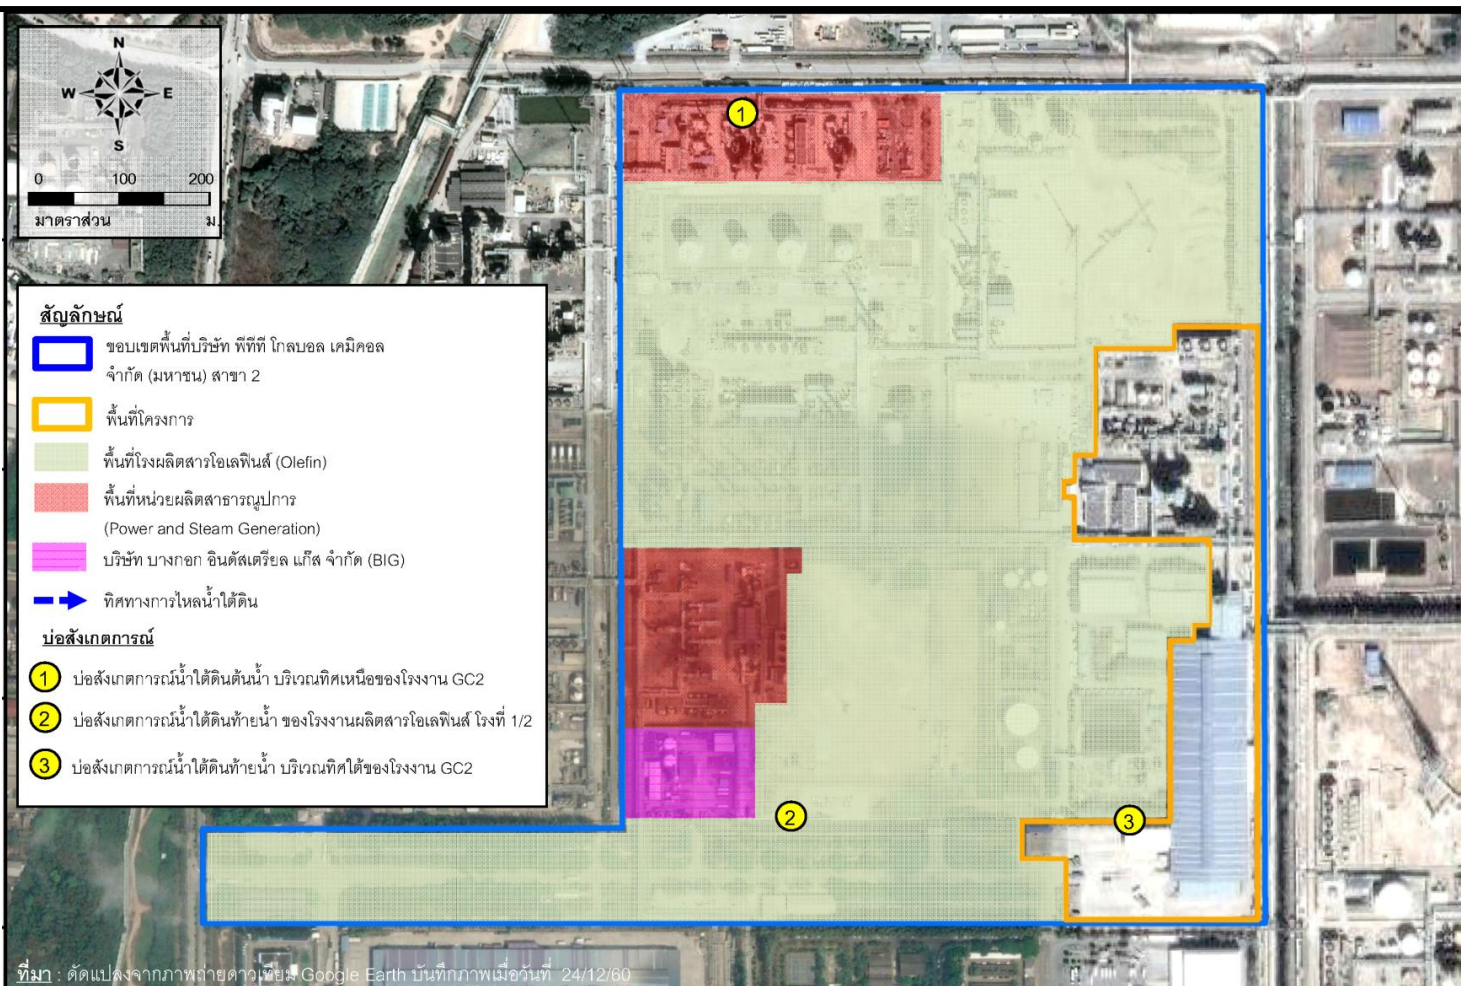 N
W E
S
0 100 200
มาตราส่วน ม.
สัญลักษณ์
ขอบเขตพื้นที่บริษัท พีทีที โกลบอล เคมิคอล
จำกัด (มหาชน) สาขา 2
พื้นที่โครงการ
พื้นที่โรงผลิตสารโอเลฟินส์ (Olefin)
พื้นที่หน่วยผลิตสาธารณูปการ
(Power and Steam Generation)
บริษัท บางกอก อินดัสเตรียล แก๊ส จำกัด (BIG)
ทิศทางการไหลน้ำใต้ดิน
บ่อสังเกตการณ์
1 บ่อสังเกตการณ์น้ำใต้ดินต้นน้ำ บริเวณทิศเหนือของโรงงาน GC2
2 บ่อสังเกตการณ์น้ำใต้ดินท้ายน้ำ ของโรงงานผลิตสารโอเลฟินส์ โรงที่ 1/2
3 บ่อสังเกตการณ์น้ำใต้ดินท้ายน้ำ บริเวณทิศใต้ของโรงงาน GC2
1
2
3
ที่มา : ดัดแปลงจากภาพถ่ายดาวเทียม Google Earth บันทึกภาพเมื่อวันที่ 24/12/60